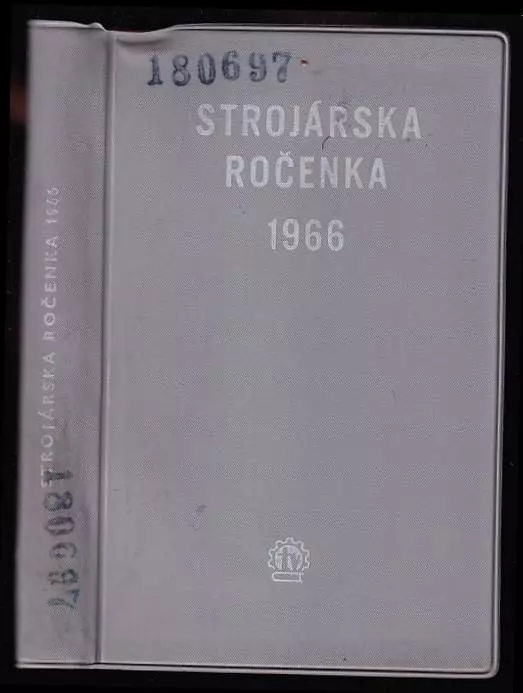 180697
STROJÁRSKA
ROČENKA
1966
STROJÁRSKA ROČENKA 1966
180697